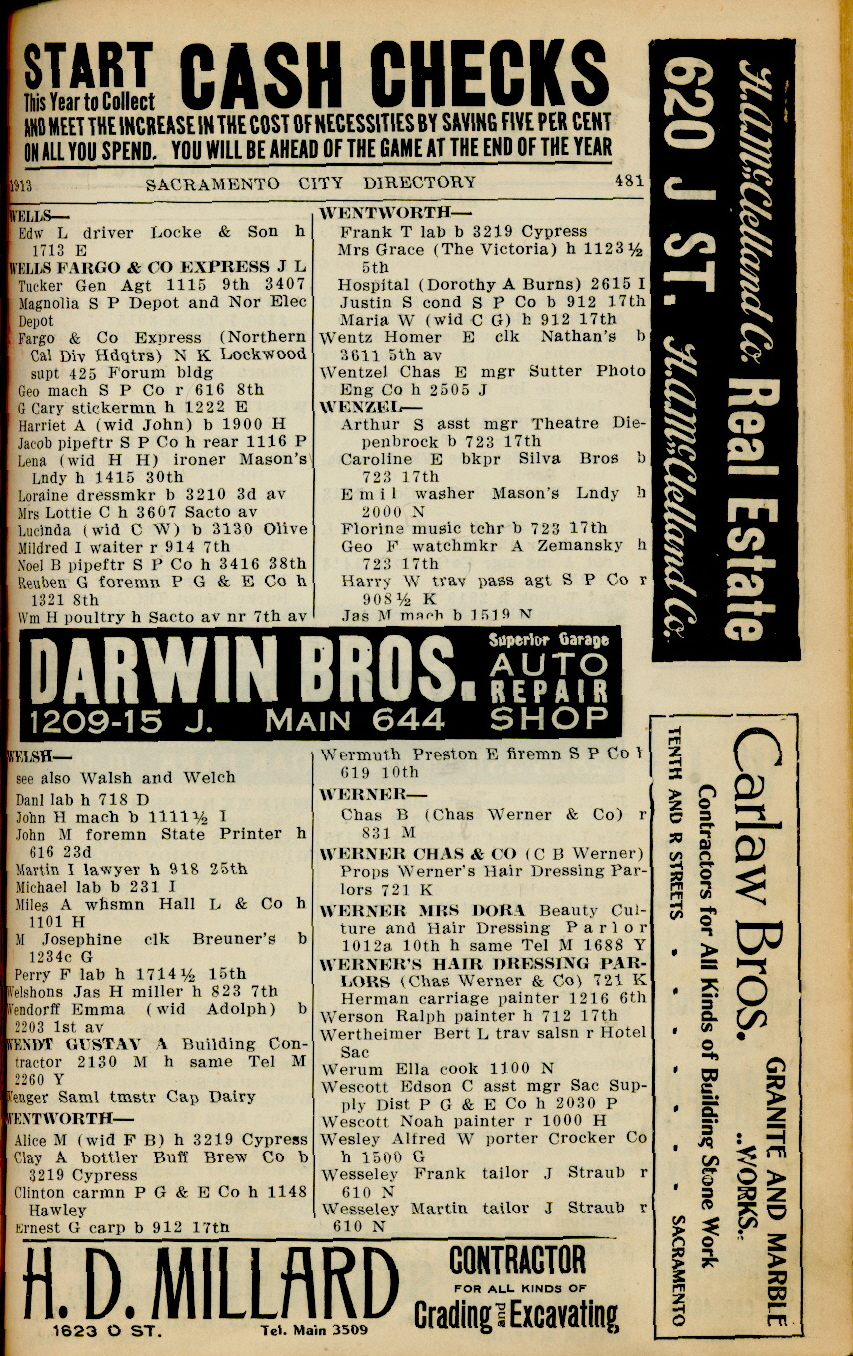 START
This Year to Collect
CASH CHECKS
AND MEET THE INCREASE IN THE COST OF NECESSITIES BY SAVING FIVE PER CENT
ON ALL YOU SPEND. YOU WILL BE AHEAD OF THE GAME AT THE END OF THE YEAR
1913 SACRAMENTO CITY DIRECTORY 481
WELLS—
Edw L driver Locke & Son h
1713 E
WELLS FARGO & CO EXPRESS J L
Tucker Gen Agt 1115 9th 3407
Magnolia S P Depot and Nor Elec
Depot
Fargo & Co Express (Northern
Cal Div Hdqtrs) N K Lockwood
supt 425 Forum bldg
Geo mach S P Co r 616 8th
G Cary stickermn h 1222 E
Harriet A (wid John) b 1900 H
Jacob pipeftr S P Co h rear 1116 P
Lena (wid H H) ironer Mason's
Lndy h 1415 30th
Loraine dressmkr b 3210 3d av
Mrs Lottie C h 3607 Sacto av
Lucinda (wid C W) b 3130 Olive
Mildred I waiter r 914 7th
Noel B pipeftr S P Co h 3416 38th
Reuben G foremn P G & E Co h
1321 8th
Wm H poultry h Sacto av nr 7th av
WENTWORTH—
Frank T lab b 3219 Cypress
Mrs Grace (The Victoria) h 1123½
5th
Hospital (Dorothy A Burns) 2615 I
Justin S cond S P Co b 912 17th
Maria W (wid C G) h 912 17th
Wentz Homer E clk Nathan's b
3611 5th av
Wentzel Chas E mgr Sutter Photo
Eng Co h 2505 J
WENZEL—
Arthur S asst mgr Theatre Die-
penbrock b 723 17th
Caroline E bkpr Silva Bros b
723 17th
Emil washer Mason's Lndy h
2000 N
Florine music tchr b 723 17th
Geo F watchmkr A Zemansky h
723 17th
Harry W trav pass agt S P Co r
908½ K
Jas M mach b 1519 N
DARWIN BROS.
1209-15 J. MAIN 644
Superior Garage
AUTO
REPAIR
SHOP
WELSH—
see also Walsh and Welch
Danl lab h 718 D
John H mach b 1111½ I
John M foremn State Printer h
616 23d
Martin I lawyer h 918 25th
Michael lab b 231 I
Miles A whsmn Hall L & Co h
1101 H
M Josephine clk Breuner's b
1234c G
Perry F lab h 1714½ 15th
Welshons Jas H miller h 823 7th
Wendorff Emma (wid Adolph) b
2203 1st av
WENDT GUSTAV A Building Con-
tractor 2130 M h same Tel M
2260 Y
Wenger Saml tmstr Cap Dairy
WENTWORTH—
Alice M (wid F B) h 3219 Cypress
Clay A bottler Buff Brew Co b
3219 Cypress
Clinton carmn P G & E Co h 1148
Hawley
Ernest G carp b 912 17th
Wermuth Preston E firemn S P Co
619 10th
WERNER—
Chas B (Chas Werner & Co) r
831 M
WERNER CHAS & CO (C B Werner)
Props Werner's Hair Dressing Par-
lors 721 K
WERNER MRS DORA Beauty Cul-
ture and Hair Dressing Parlor
1012a 10th h same Tel M 1688 Y
WERNER'S HAIR DRESSING PAR-
LORS (Chas Werner & Co) 721 K
Herman carriage painter 1216 6th
Werson Ralph painter h 712 17th
Wertheimer Bert L trav salsn r Hotel
Sac
Werum Ella cook 1100 N
Wescott Edson C asst mgr Sac Sup-
ply Dist P G & E Co h 2030 P
Wescott Noah painter r 1000 H
Wesley Alfred W porter Crocker Co
h 1500 G
Wesseley Frank tailor J Straub r
610 N
Wesseley Martin tailor J Straub r
610 N
H. D. MILLARD
1623 O ST. Tel. Main 3509
CONTRACTOR
FOR ALL KINDS OF
Grading and Excavating
H.A. McClelland Co. Real Estate
620 J ST. H.A. McClelland Co.
Carlaw Bros. GRANITE AND MARBLE
..WORKS..
Contractors for All Kinds of Building Stone Work
TENTH AND R STREETS . . . . . . SACRAMENTO